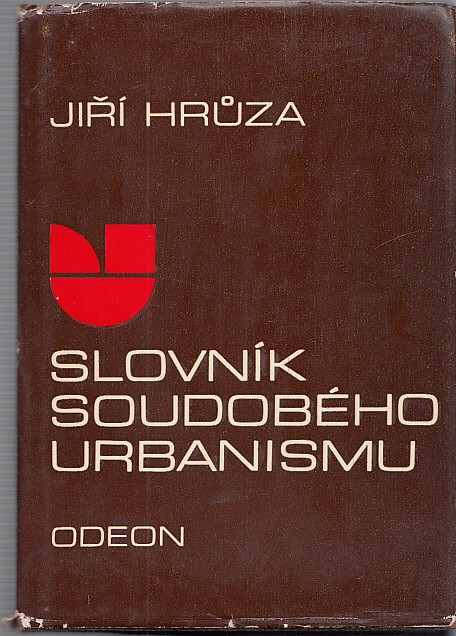 JIŘÍ HRŮZA
SLOVNÍK
SOUDOBÉHO
URBANISMU
ODEON